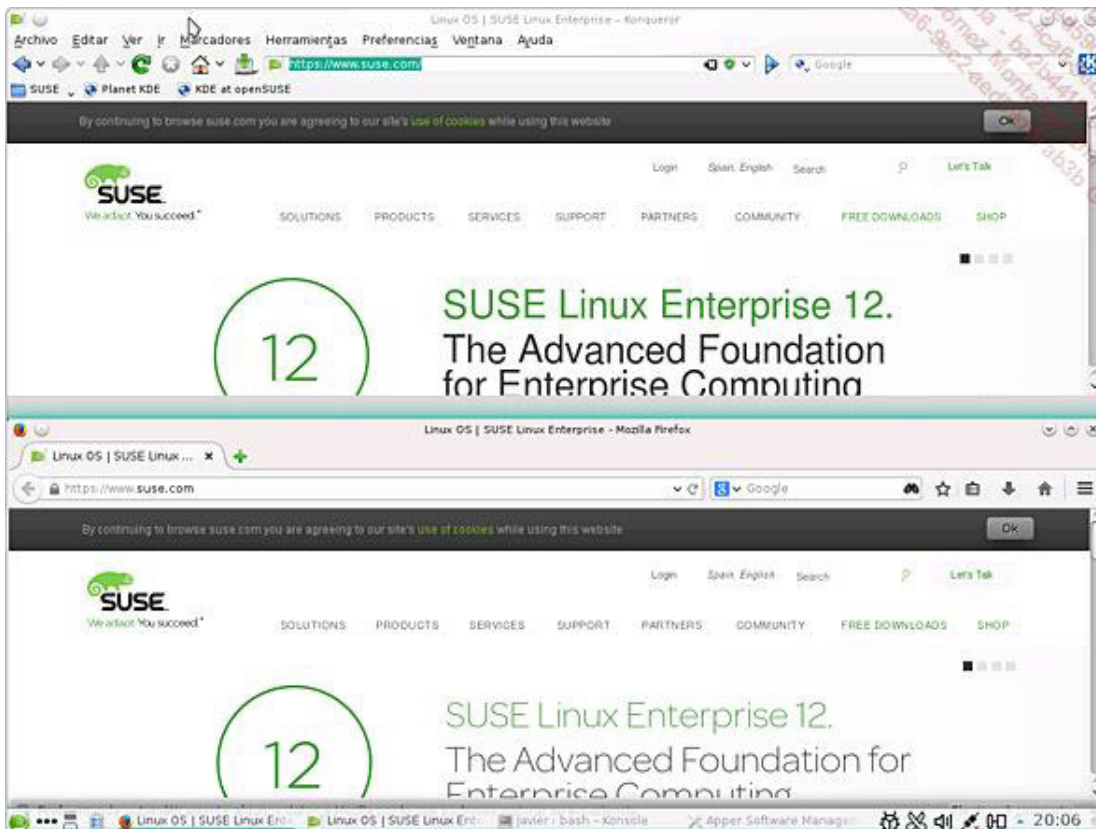 Linux OS | SUSE Linux Enterprise - Konqueror
Archivo Editar Ver Ir Marcadores Herramientas Preferencias Ventana Ayuda
https://www.suse.com/ Google
SUSE Planet KDE KDE at openSUSE
By continuing to browse suse.com you are agreeing to our site's use of cookies while using this website Ok
Login Spain, English Search Let's Talk
SUSE
We adapt. You succeed.
SOLUTIONS PRODUCTS SERVICES SUPPORT PARTNERS COMMUNITY FREE DOWNLOADS SHOP
12
SUSE Linux Enterprise 12.
The Advanced Foundation
for Enterprise Computing
Linux OS | SUSE Linux Enterprise - Mozilla Firefox
Linux OS | SUSE Linux ...
https://www.suse.com Google
By continuing to browse suse.com you are agreeing to our site's use of cookies while using this website Ok
Login Spain, English Search Let's Talk
SUSE
We adapt. You succeed.
SOLUTIONS PRODUCTS SERVICES SUPPORT PARTNERS COMMUNITY FREE DOWNLOADS SHOP
12
SUSE Linux Enterprise 12.
The Advanced Foundation for
Enterprise Computing
Linux OS | SUSE Linux Ent Linux OS | SUSE Linux Ent javier : bash - Konsole Apper Software Manager 20:06